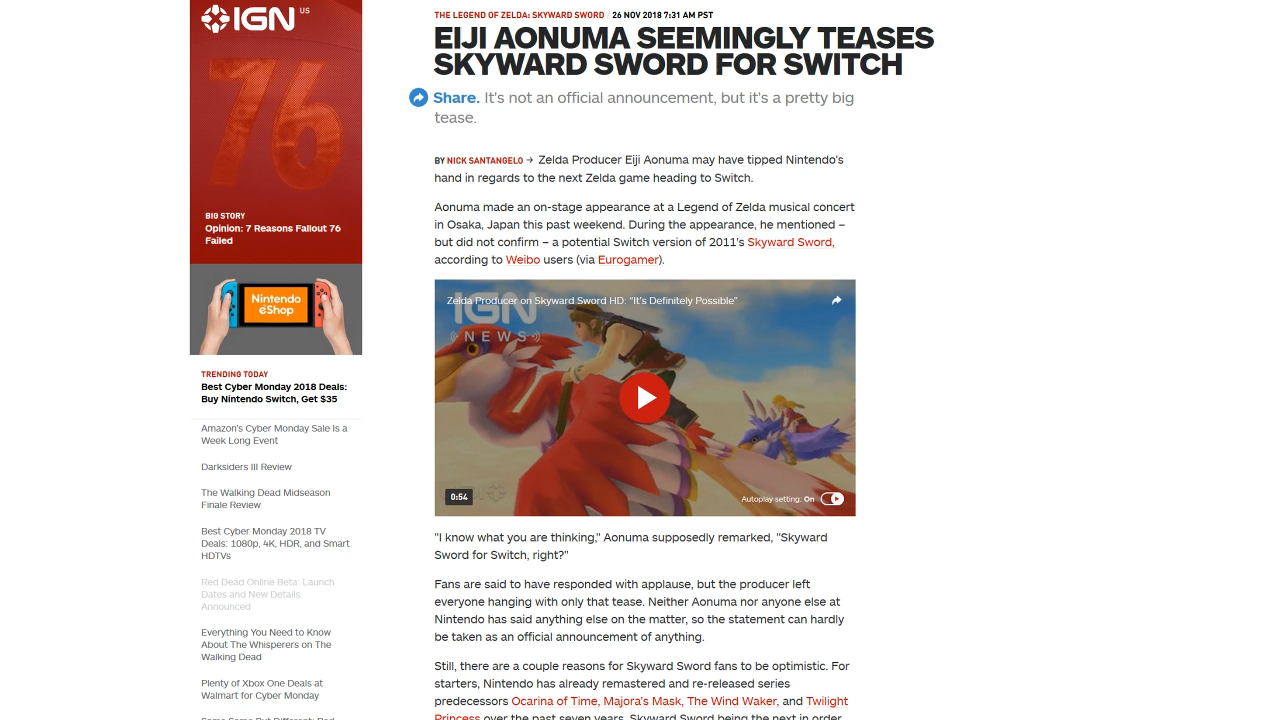 IGN US
76
BIG STORY
Opinion: 7 Reasons Fallout 76
Failed
Nintendo
eShop
TRENDING TODAY
Best Cyber Monday 2018 Deals:
Buy Nintendo Switch, Get $35
Amazon's Cyber Monday Sale Is a
Week Long Event
Darksiders III Review
The Walking Dead Midseason
Finale Review
Best Cyber Monday 2018 TV
Deals: 1080p, 4K, HDR, and Smart
HDTVs
Red Dead Online Beta: Launch
Dates and New Details
Announced
Everything You Need to Know
About The Whisperers on The
Walking Dead
Plenty of Xbox One Deals at
Walmart for Cyber Monday
THE LEGEND OF ZELDA: SKYWARD SWORD / 26 NOV 2018 7:31 AM PST
EIJI AONUMA SEEMINGLY TEASES
SKYWARD SWORD FOR SWITCH
Share. It's not an official announcement, but it's a pretty big
tease.
BY NICK SANTANGELO → Zelda Producer Eiji Aonuma may have tipped Nintendo's
hand in regards to the next Zelda game heading to Switch.
Aonuma made an on-stage appearance at a Legend of Zelda musical concert
in Osaka, Japan this past weekend. During the appearance, he mentioned –
but did not confirm – a potential Switch version of 2011's Skyward Sword,
according to Weibo users (via Eurogamer).
Zelda Producer on Skyward Sword HD: “It's Definitely Possible”
IGN
NEWS
0:54
Autoplay setting: On
"I know what you are thinking," Aonuma supposedly remarked, "Skyward
Sword for Switch, right?"
Fans are said to have responded with applause, but the producer left
everyone hanging with only that tease. Neither Aonuma nor anyone else at
Nintendo has said anything else on the matter, so the statement can hardly
be taken as an official announcement of anything.
Still, there are a couple reasons for Skyward Sword fans to be optimistic. For
starters, Nintendo has already remastered and re-released series
predecessors Ocarina of Time, Majora's Mask, The Wind Waker, and Twilight
Princess over the past seven years. Skyward Sword being the next in order